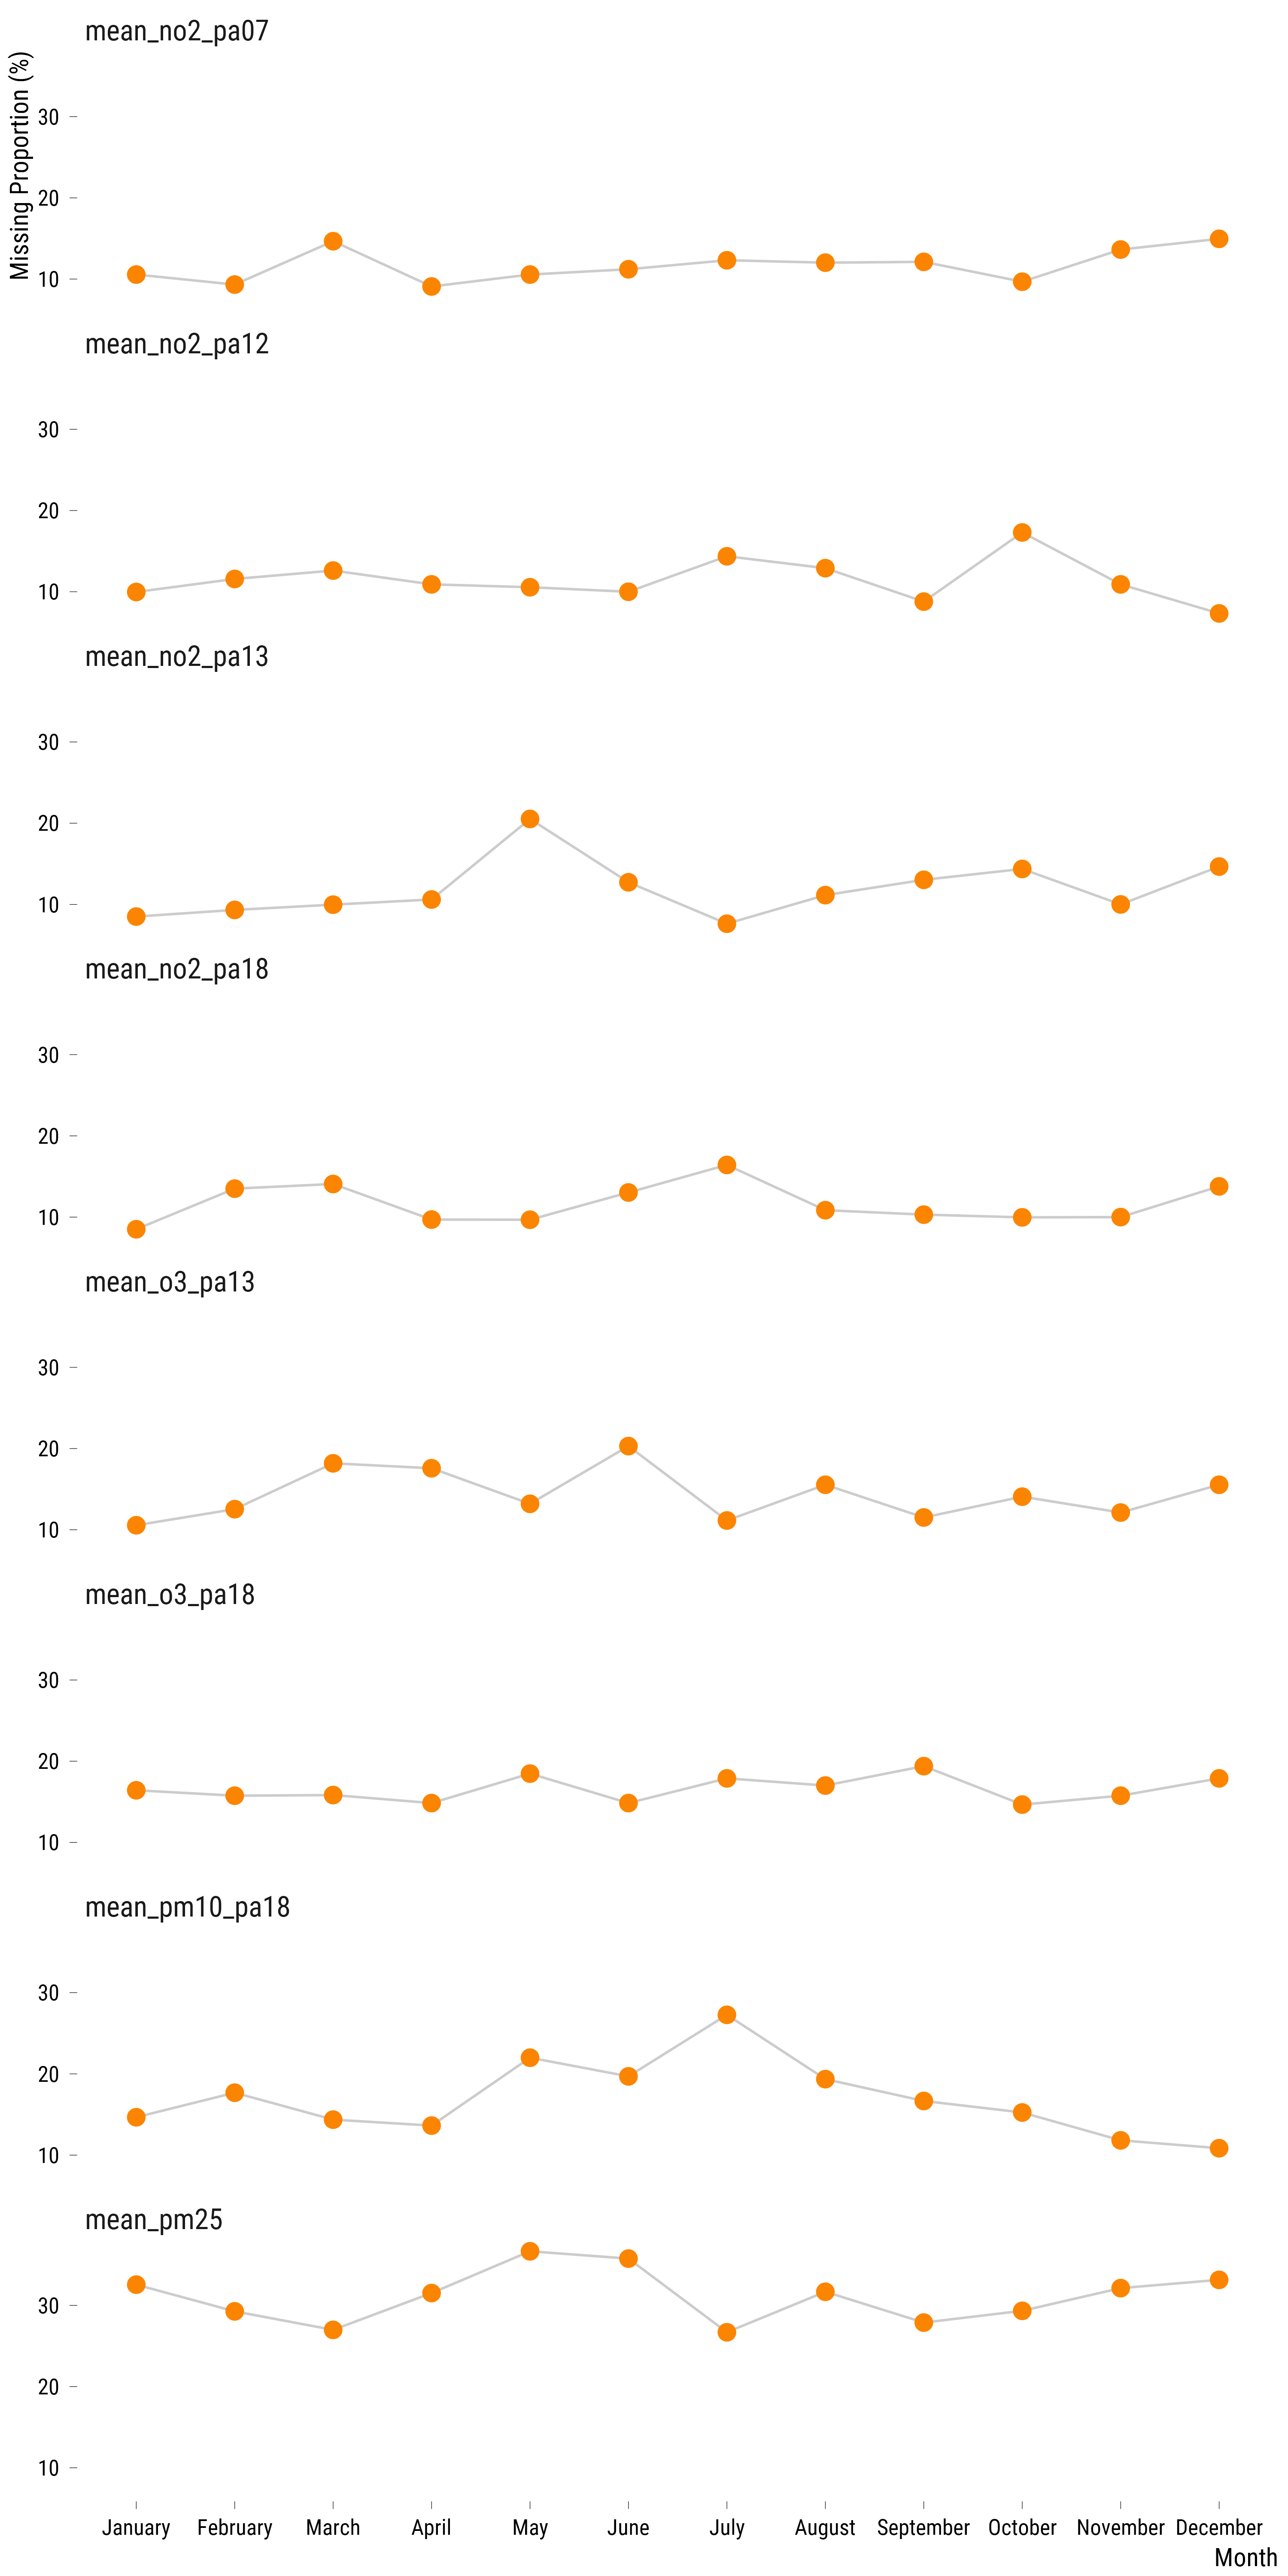 mean_no2_pa07
Missing Proportion (%)
30
20
10
mean_no2_pa12
30
20
10
mean_no2_pa13
30
20
10
mean_no2_pa18
30
20
10
mean_o3_pa13
30
20
10
mean_o3_pa18
30
20
10
mean_pm10_pa18
30
20
10
mean_pm25
30
20
10
January February March April May June July August September October November December
Month